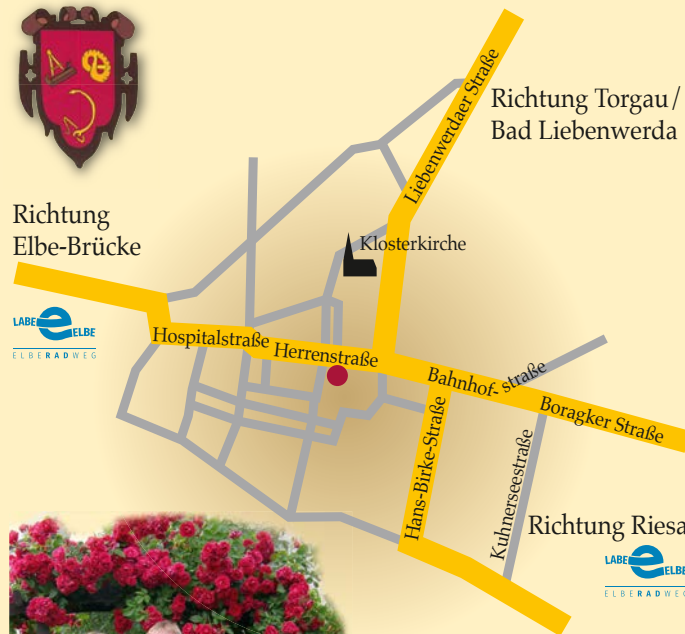 Richtung Torgau/
Bad Liebenwerda
Liebenwerdaer Straße
Richtung
Elbe-Brücke
Klosterkirche
LABE e ELBE
ELBERADWEG
Hospitalstraße
Herrenstraße
Bahnhof-straße
Boragker Straße
Hans-Birke-Straße
Kuhnerseestraße
Richtung Riesa
LABE e ELBE
ELBERADWEG